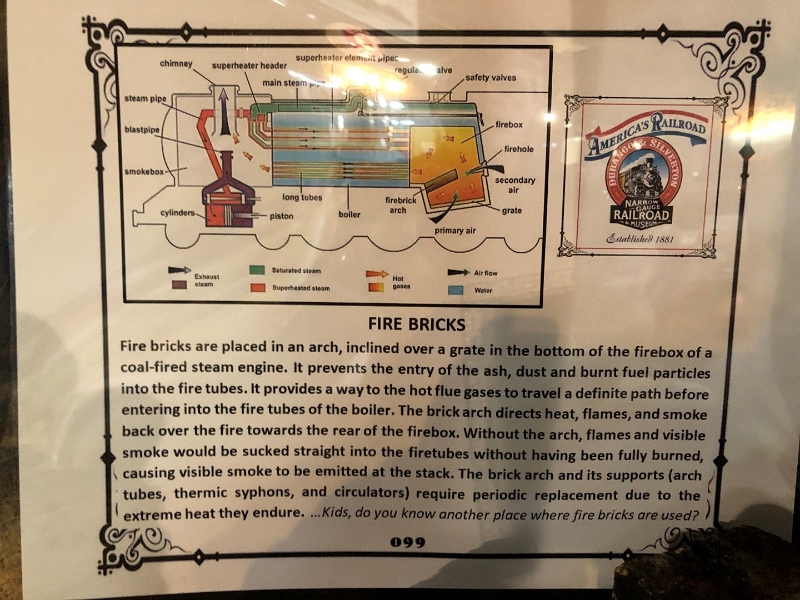 superheater element pipes
chimney
superheater header
regulator valve
main steam pipe
safety valves
steam pipe
blastpipe
smokebox
cylinders
piston
long tubes
boiler
firebrick
arch
primary air
grate
secondary
air
firehole
firebox
Exhaust
steam
Saturated steam
Superheated steam
Hot
gases
Air flow
Water
AMERICA'S RAILROAD
DURANGO & SILVERTON
NARROW
GAUGE
RAILROAD
& MUSEUM
Established 1881
FIRE BRICKS
Fire bricks are placed in an arch, inclined over a grate in the bottom of the firebox of a
coal-fired steam engine. It prevents the entry of the ash, dust and burnt fuel particles
into the fire tubes. It provides a way to the hot flue gases to travel a definite path before
entering into the fire tubes of the boiler. The brick arch directs heat, flames, and smoke
back over the fire towards the rear of the firebox. Without the arch, flames and visible
smoke would be sucked straight into the firetubes without having been fully burned,
causing visible smoke to be emitted at the stack. The brick arch and its supports (arch
tubes, thermic syphons, and circulators) require periodic replacement due to the
extreme heat they endure. ...Kids, do you know another place where fire bricks are used?
099